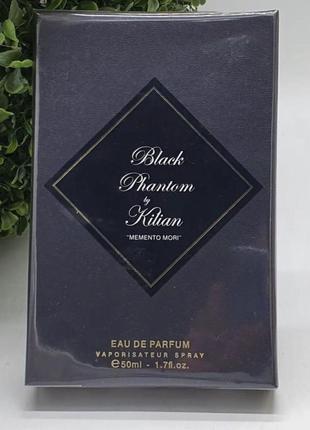 Black
Phantom
by
Kilian
"MEMENTO MORI"
EAU DE PARFUM
VAPORISATEUR SPRAY
℮50ml - 1.7fl.oz.